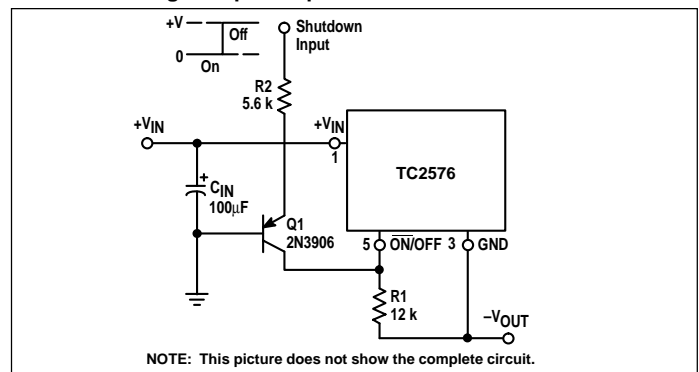 +V
Off
0
On
Shutdown
Input
R2
5.6 k
+VIN
+VIN
1
TC2576
CIN
100µF
+
Q1
2N3906
5
ON/OFF
3
GND
R1
12 k
–VOUT
NOTE: This picture does not show the complete circuit.